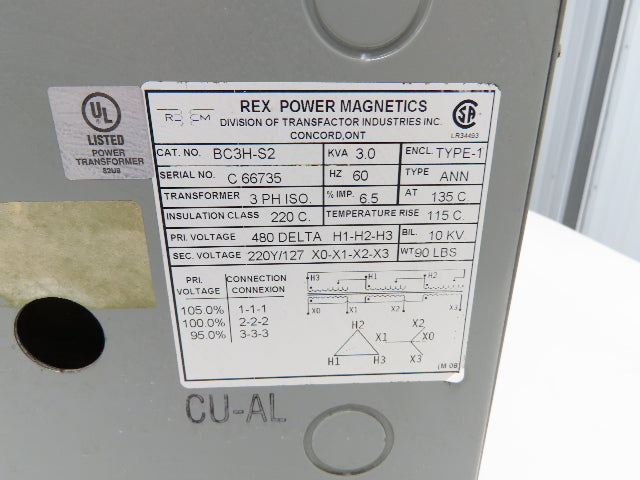 UL
LISTED
POWER
TRANSFORMER
REX POWER MAGNETICS
DIVISION OF TRANSFACTOR INDUSTRIES INC.
CONCORD,ONT
LR34493
CAT. NO. BC3H-S2 KVA 3.0 ENCL. TYPE-1
SERIAL NO. C 66735 HZ 60 TYPE ANN
TRANSFORMER 3 PH ISO. % IMP. 6.5 AT 135 C.
INSULATION CLASS 220 C. TEMPERATURE RISE 115 C.
PRI. VOLTAGE 480 DELTA H1-H2-H3 BIL. 10 KV
SEC. VOLTAGE 220Y/127 X0-X1-X2-X3 WT 90 LBS
PRI. VOLTAGE CONNECTION CONNEXION
105.0% 1-1-1
100.0% 2-2-2
95.0% 3-3-3
H3 H1 H2
X0 X1 X2 X3
H2 X2
X1 X0
H1 H3 X3
(M 08)
CU-AL